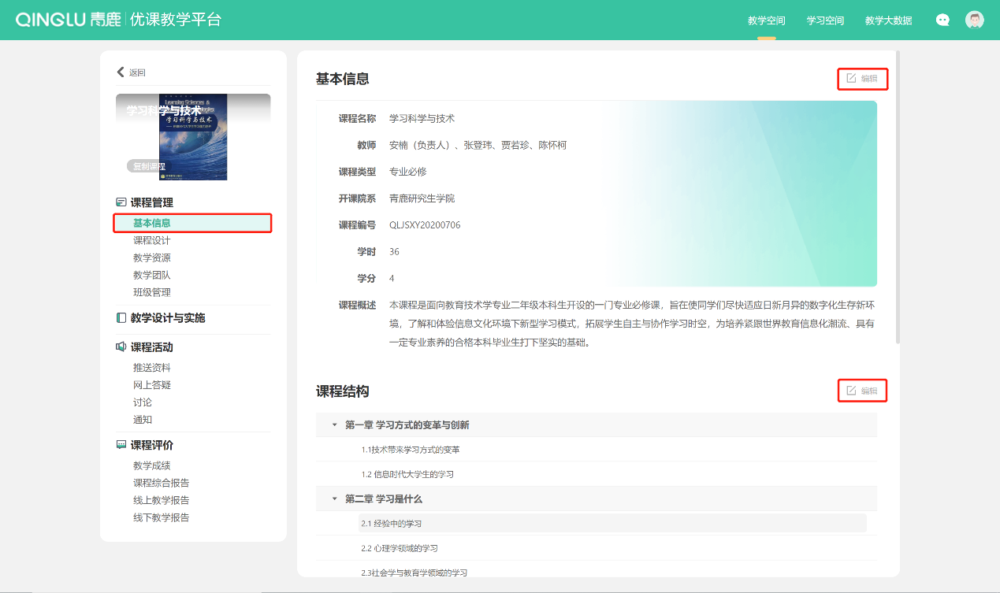 QINGLU 青鹿 优课教学平台
教学空间 学习空间 教学大数据
返回
Learning Sciences &
学习科学与技术
学习科学与技术
复制课程
课程管理
基本信息
课程设计
教学资源
教学团队
班级管理
教学设计与实施
课程活动
推送资料
网上答疑
讨论
通知
课程评价
教学成绩
课程综合报告
线上教学报告
线下教学报告
基本信息 编辑
课程名称 学习科学与技术
教师 安楠（负责人）、张登玮、贾若珍、陈怀柯
课程类型 专业必修
开课院系 青鹿研究生学院
课程编号 QLJSXY20200706
学时 36
学分 4
课程概述 本课程是面向教育技术学专业二年级本科生开设的一门专业必修课，旨在使同学们尽快适应日新月异的数字化生存新环
境，了解和体验信息文化环境下新型学习模式，拓展学生自主与协作学习时空，为培养紧跟世界教育信息化潮流、具有
一定专业素养的合格本科毕业生打下坚实的基础。
课程结构 编辑
第一章 学习方式的变革与创新
1.1技术带来学习方式的变革
1.2 信息时代大学生的学习
第二章 学习是什么
2.1 经验中的学习
2.2 心理学领域的学习
2.3社会学与教育学领域的学习